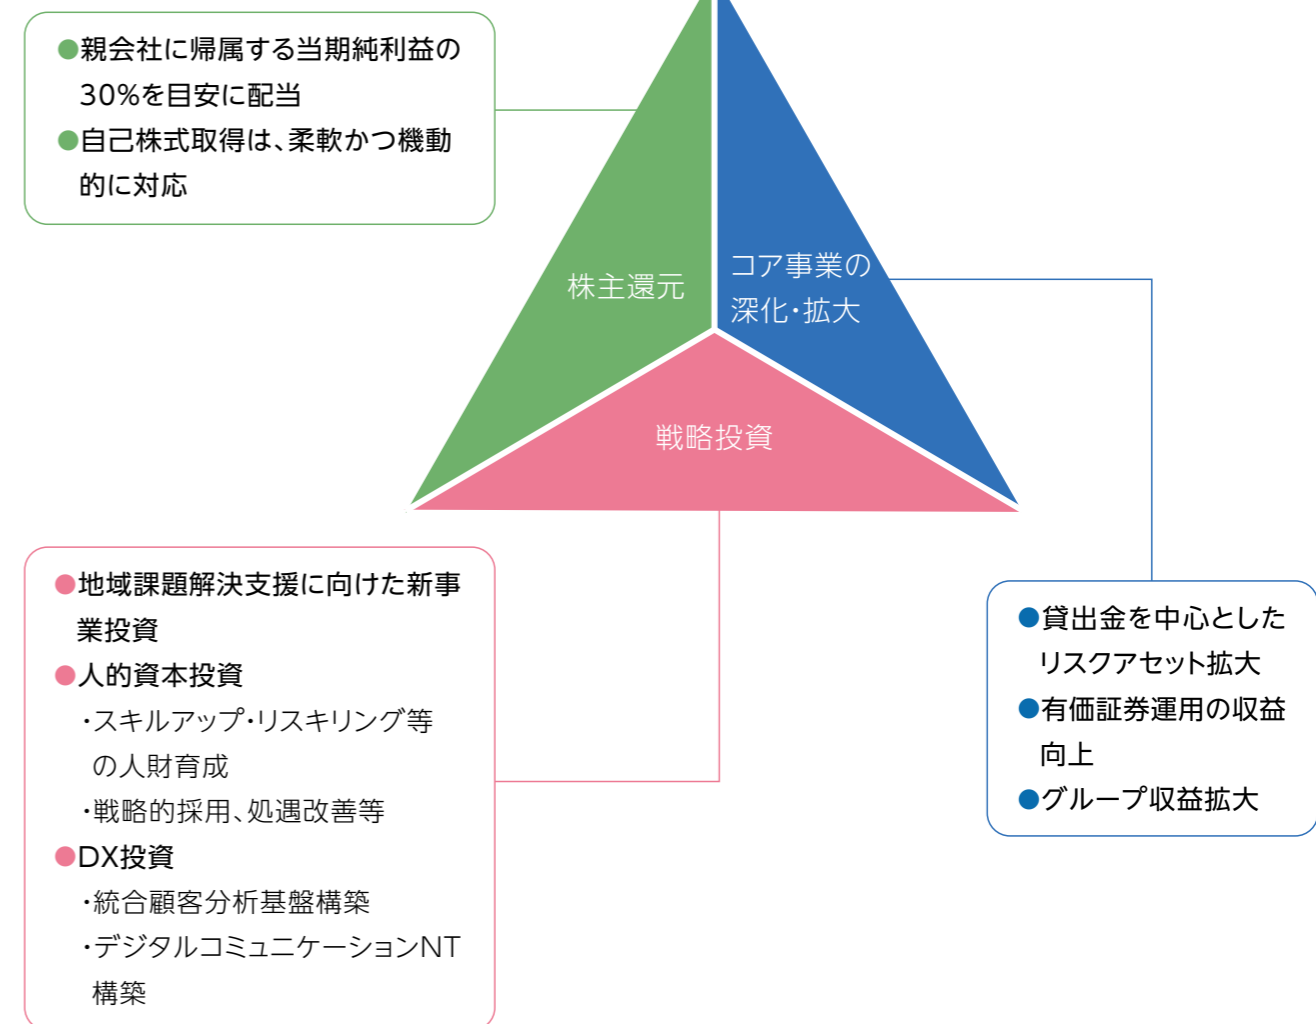 ●親会社に帰属する当期純利益の
30%を目安に配当
●自己株式取得は、柔軟かつ機動
的に対応
株主還元
コア事業の
深化・拡大
戦略投資
●地域課題解決支援に向けた新事
業投資
●人的資本投資
・スキルアップ・リスキリング等
の人財育成
・戦略的採用、処遇改善等
●DX投資
・統合顧客分析基盤構築
・デジタルコミュニケーションNT
構築
●貸出金を中心とした
リスクアセット拡大
●有価証券運用の収益
向上
●グループ収益拡大